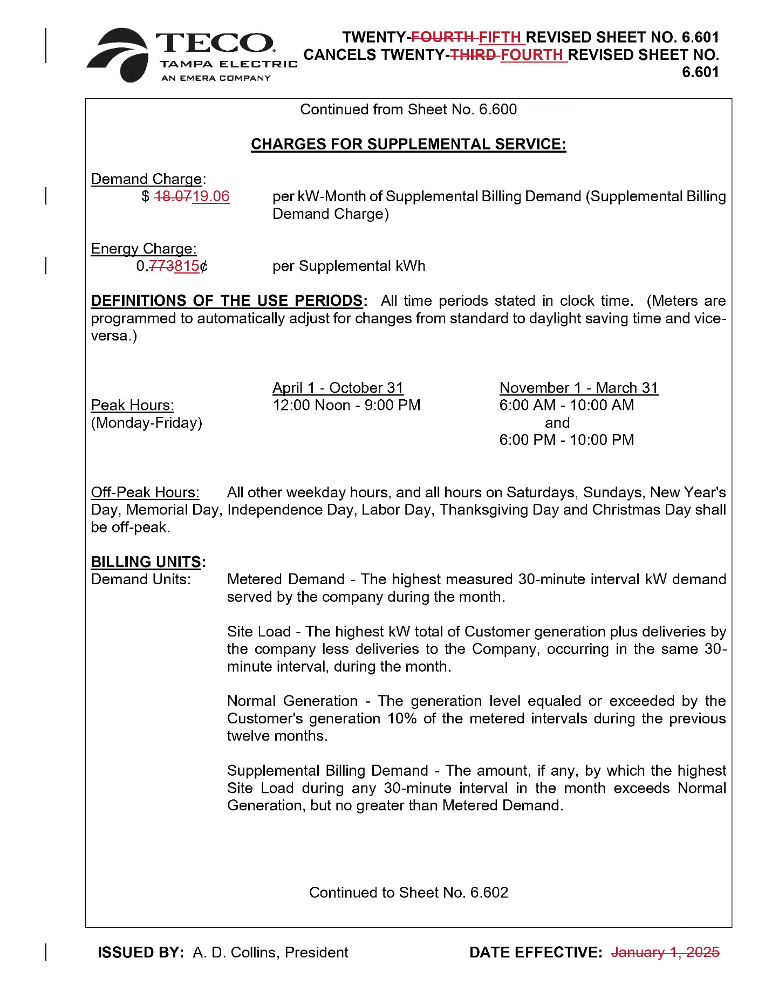 TECO.
TAMPA ELECTRIC
AN EMERA COMPANY
TWENTY-FOURTH FIFTH REVISED SHEET NO. 6.601
CANCELS TWENTY-THIRD FOURTH REVISED SHEET NO.
6.601
Continued from Sheet No. 6.600
CHARGES FOR SUPPLEMENTAL SERVICE:
Demand Charge:
$ 18.0719.06 per kW-Month of Supplemental Billing Demand (Supplemental Billing
Demand Charge)
Energy Charge:
0.773815¢ per Supplemental kWh
DEFINITIONS OF THE USE PERIODS: All time periods stated in clock time. (Meters are
programmed to automatically adjust for changes from standard to daylight saving time and vice-
versa.)
April 1 - October 31 November 1 - March 31
Peak Hours: 12:00 Noon - 9:00 PM 6:00 AM - 10:00 AM
(Monday-Friday) and
6:00 PM - 10:00 PM
Off-Peak Hours: All other weekday hours, and all hours on Saturdays, Sundays, New Year's
Day, Memorial Day, Independence Day, Labor Day, Thanksgiving Day and Christmas Day shall
be off-peak.
BILLING UNITS:
Demand Units: Metered Demand - The highest measured 30-minute interval kW demand
served by the company during the month.
Site Load - The highest kW total of Customer generation plus deliveries by
the company less deliveries to the Company, occurring in the same 30-
minute interval, during the month.
Normal Generation - The generation level equaled or exceeded by the
Customer's generation 10% of the metered intervals during the previous
twelve months.
Supplemental Billing Demand - The amount, if any, by which the highest
Site Load during any 30-minute interval in the month exceeds Normal
Generation, but no greater than Metered Demand.
Continued to Sheet No. 6.602
ISSUED BY: A. D. Collins, President DATE EFFECTIVE: January 1, 2025